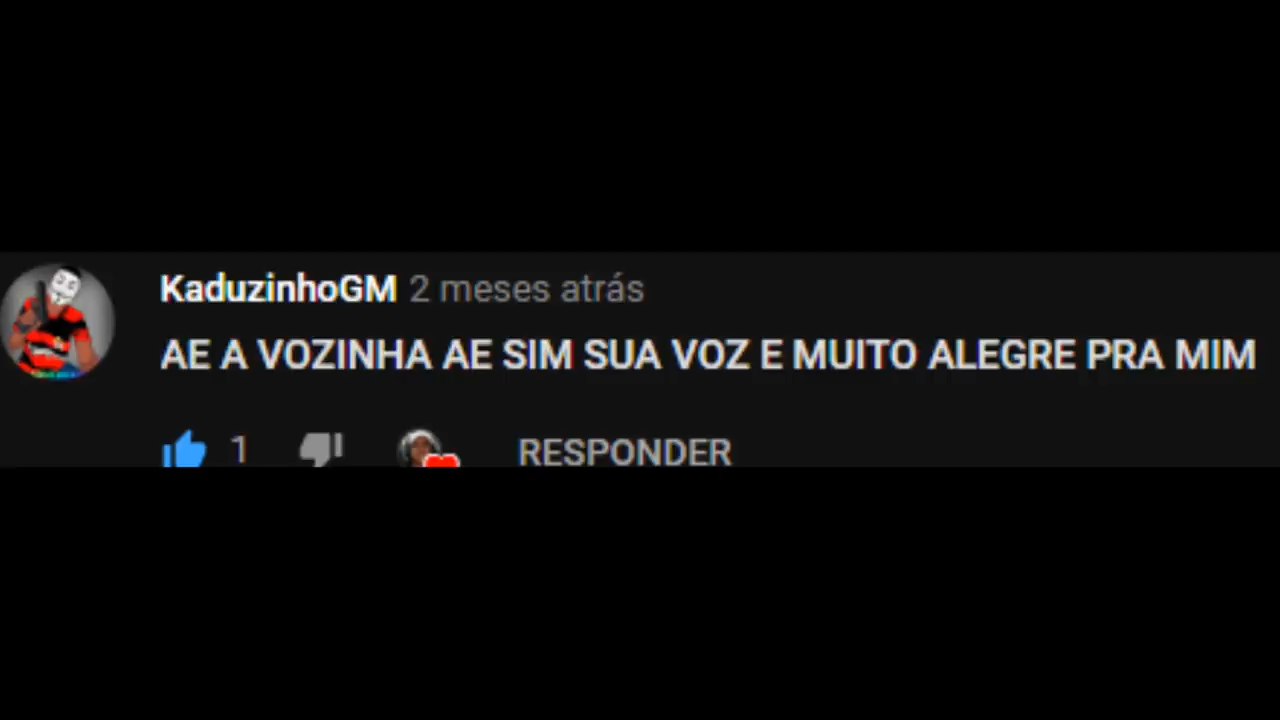 KaduzinhoGM 2 meses atrás
AE A VOZINHA AE SIM SUA VOZ E MUITO ALEGRE PRA MIM
1 RESPONDER